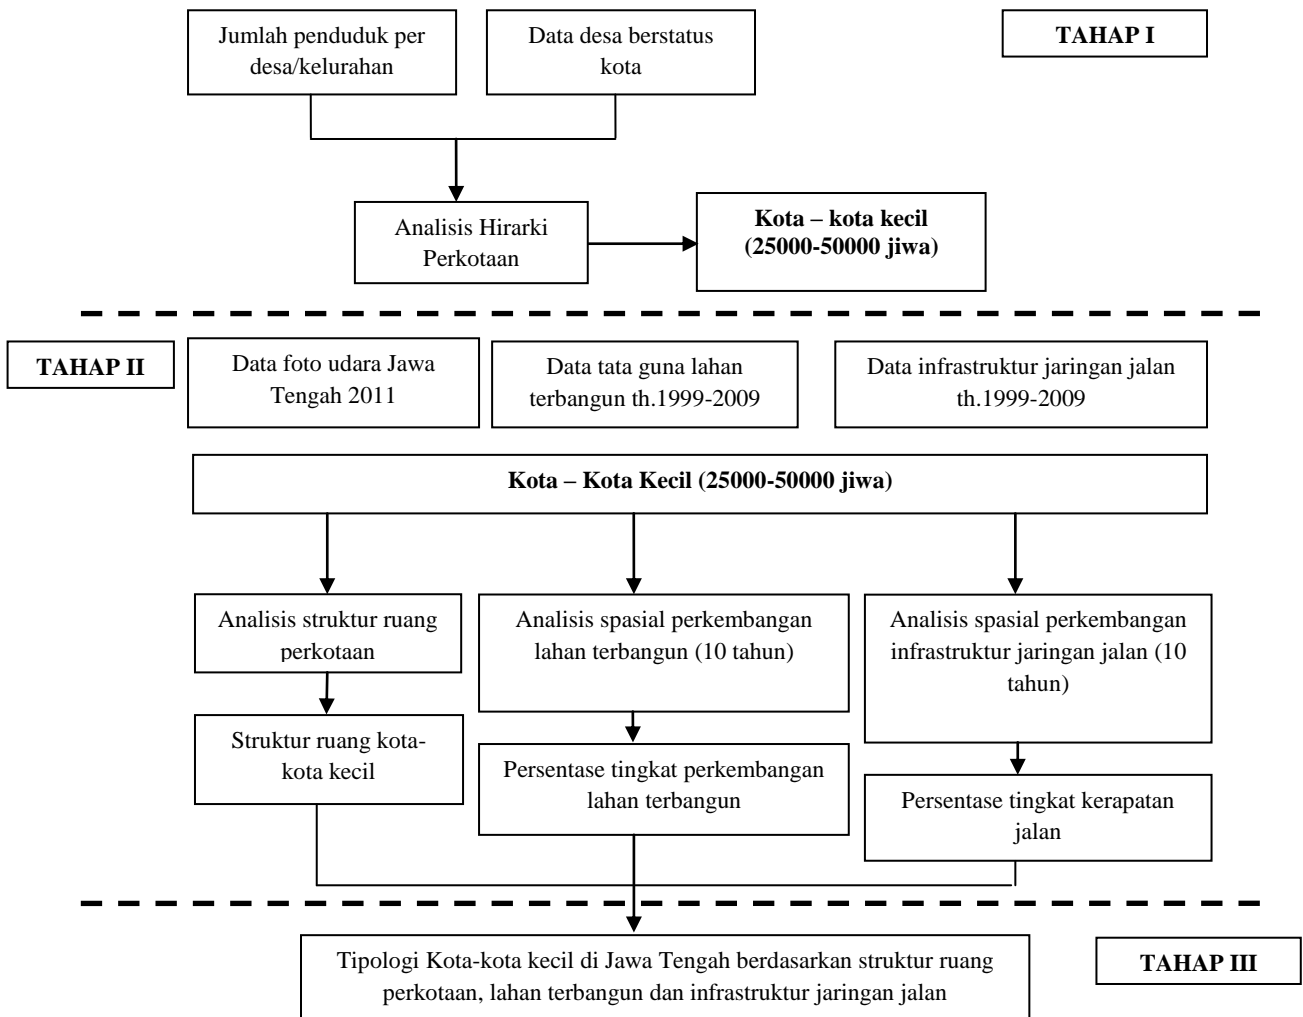 Jumlah penduduk per
desa/kelurahan
Data desa berstatus
kota
TAHAP I
Analisis Hirarki
Perkotaan
Kota – kota kecil
(25000-50000 jiwa)
TAHAP II
Data foto udara Jawa
Tengah 2011
Data tata guna lahan
terbangun th.1999-2009
Data infrastruktur jaringan jalan
th.1999-2009
Kota – Kota Kecil (25000-50000 jiwa)
Analisis struktur ruang
perkotaan
Analisis spasial perkembangan
lahan terbangun (10 tahun)
Analisis spasial perkembangan
infrastruktur jaringan jalan (10
tahun)
Struktur ruang kota-
kota kecil
Persentase tingkat perkembangan
lahan terbangun
Persentase tingkat kerapatan
jalan
Tipologi Kota-kota kecil di Jawa Tengah berdasarkan struktur ruang
perkotaan, lahan terbangun dan infrastruktur jaringan jalan
TAHAP III